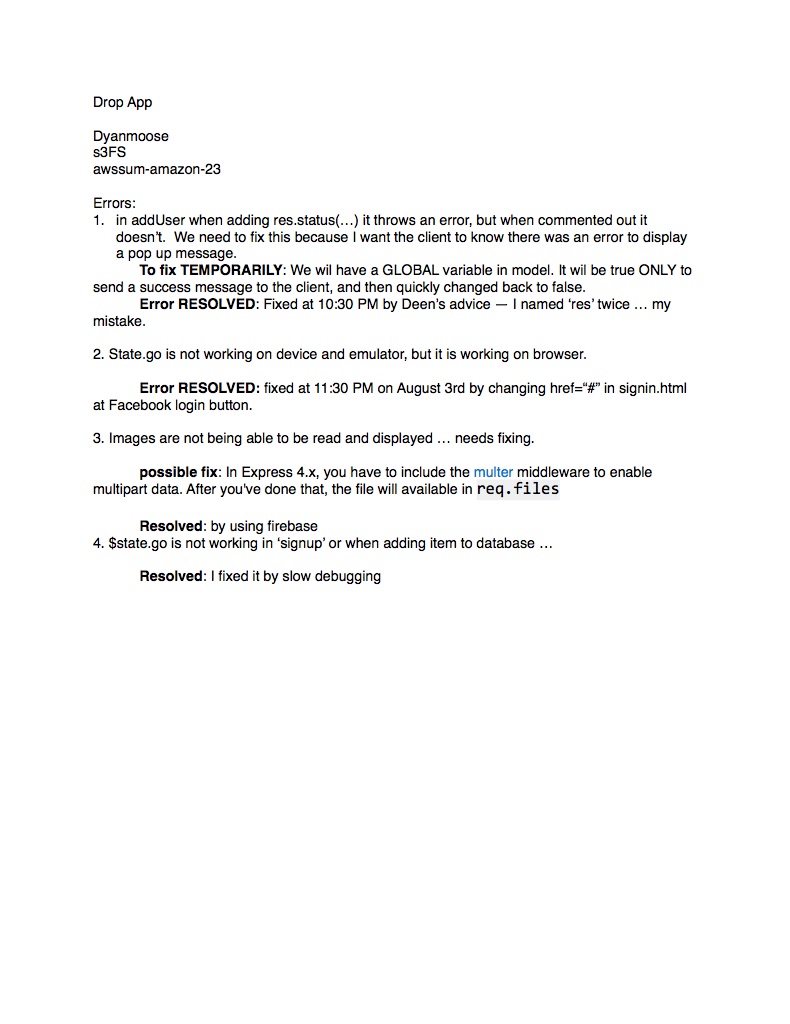 Drop App
Dyanmoose
s3FS
awssum-amazon-23
Errors:
1. in addUser when adding res.status(…) it throws an error, but when commented out it
doesn't. We need to fix this because I want the client to know there was an error to display
a pop up message.
To fix TEMPORARILY: We wil have a GLOBAL variable in model. It wil be true ONLY to
send a success message to the client, and then quickly changed back to false.
Error RESOLVED: Fixed at 10:30 PM by Deen's advice — I named ‘res’ twice … my
mistake.
2. State.go is not working on device and emulator, but it is working on browser.
Error RESOLVED: fixed at 11:30 PM on August 3rd by changing href=“#” in signin.html
at Facebook login button.
3. Images are not being able to be read and displayed … needs fixing.
possible fix: In Express 4.x, you have to include the multer middleware to enable
multipart data. After you've done that, the file will available in req.files
Resolved: by using firebase
4. $state.go is not working in ‘signup’ or when adding item to database …
Resolved: I fixed it by slow debugging